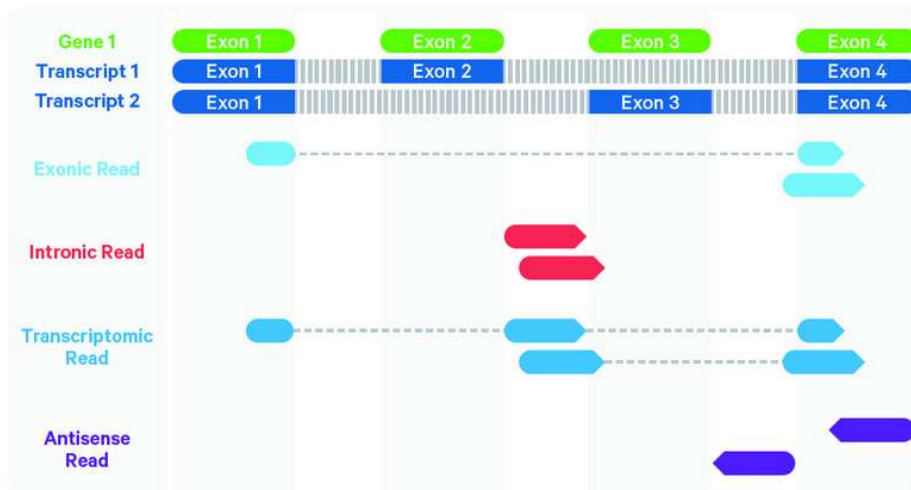 Gene 1 Exon 1 Exon 2 Exon 3 Exon 4
Transcript 1 Exon 1 Exon 2 Exon 4
Transcript 2 Exon 1 Exon 3 Exon 4
Exonic Read
Intronic Read
Transcriptomic
Read
Antisense
Read